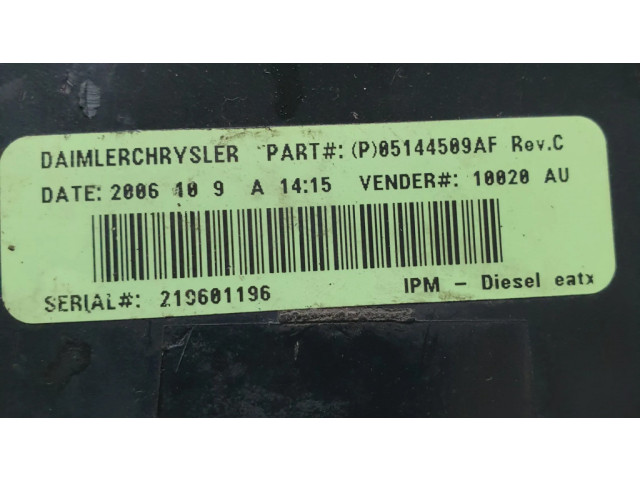 DAIMLERCHRYSLER PART#: (P)05144509AF Rev.C
DATE: 2006 10 9 A 14:15 VENDER#: 10020 AU
SERIAL#: 219601196 IPM - Diesel eatx